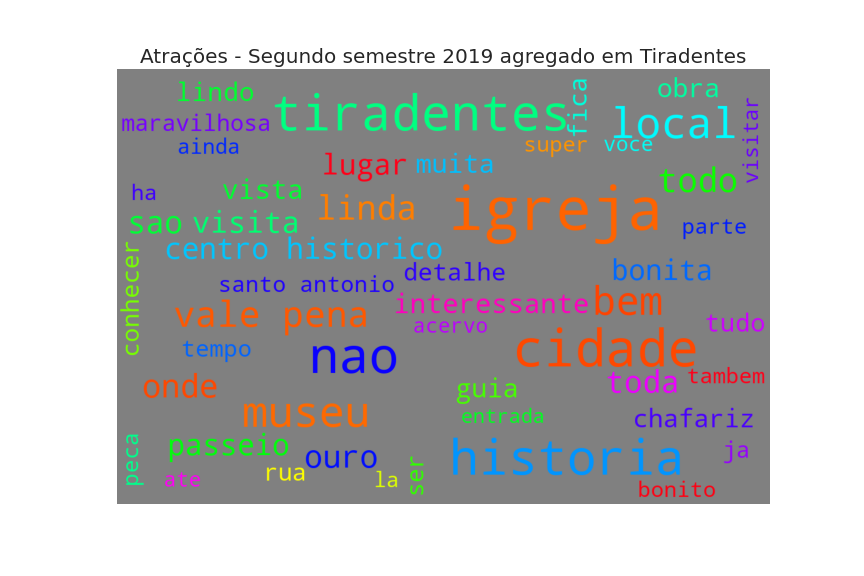 Atrações - Segundo semestre 2019 agregado em Tiradentes
lindo
tiradentes
fica
obra
maravilhosa
local
visitar
ainda
super
voce
lugar
muita
todo
ha
vista
linda
igreja
sao
visita
parte
centro historico
conhecer
santo antonio
detalhe
bonita
vale pena
interessante
bem
acervo
tudo
tempo
nao
cidade
onde
guia
toda
tambem
museu
entrada
chafariz
passeio
ouro
historia
ja
peca
ate
rua
la
ser
bonito